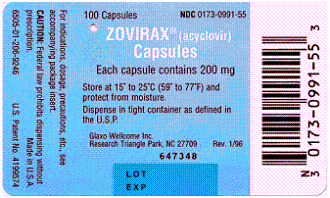 For indications, dosage, precautions, etc., see
accompanying package insert.
CAUTION: Federal law prohibits dispensing without
prescription.
Made in U.S.A.
6505-01-206-9246
U.S. Patent No. 4199574
100 Capsules
NDC 0173-0991-55
ZOVIRAX® (acyclovir)
Capsules
Each capsule contains 200 mg
Store at 15° to 25°C (59° to 77°F) and
protect from moisture.
Dispense in tight container as defined in
the U.S.P.
Glaxo Wellcome Inc.
Research Triangle Park, NC 27709
Rev. 1/96
647348
LOT
EXP
N 3 0173-0991-55 3